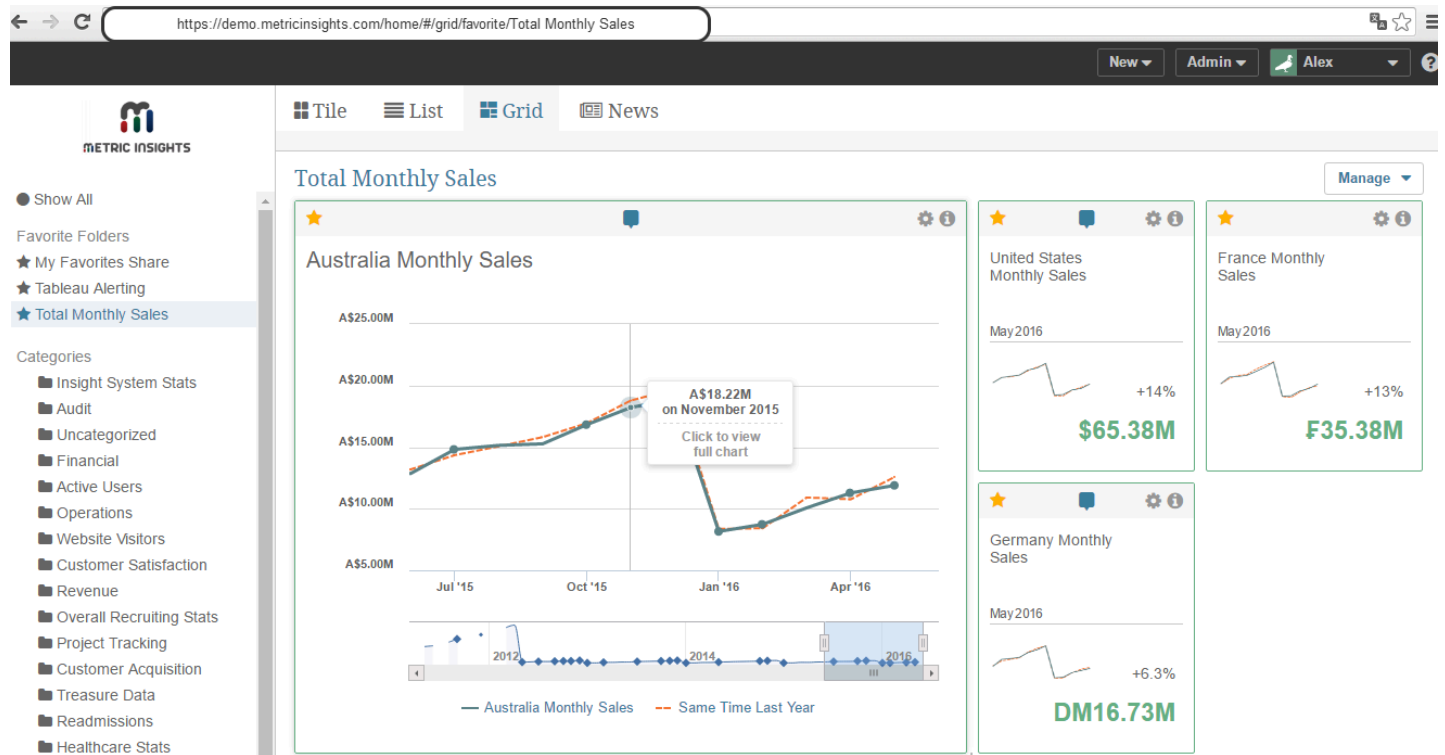 https://demo.metricinsights.com/home/#/grid/favorite/Total Monthly Sales
New
Admin
Alex
METRIC INSIGHTS
Tile
List
Grid
News
Show All
Favorite Folders
My Favorites Share
Tableau Alerting
Total Monthly Sales
Categories
Insight System Stats
Audit
Uncategorized
Financial
Active Users
Operations
Website Visitors
Customer Satisfaction
Revenue
Overall Recruiting Stats
Project Tracking
Customer Acquisition
Treasure Data
Readmissions
Healthcare Stats
Total Monthly Sales
Manage
Australia Monthly Sales
A$25.00M
A$20.00M
A$15.00M
A$10.00M
A$5.00M
A$18.22M
on November 2015
Click to view
full chart
Jul '15
Oct '15
Jan '16
Apr '16
2012
2014
2016
Australia Monthly Sales
Same Time Last Year
United States
Monthly Sales
May 2016
+14%
$65.38M
France Monthly
Sales
May 2016
+13%
₣35.38M
Germany Monthly
Sales
May 2016
+6.3%
DM16.73M